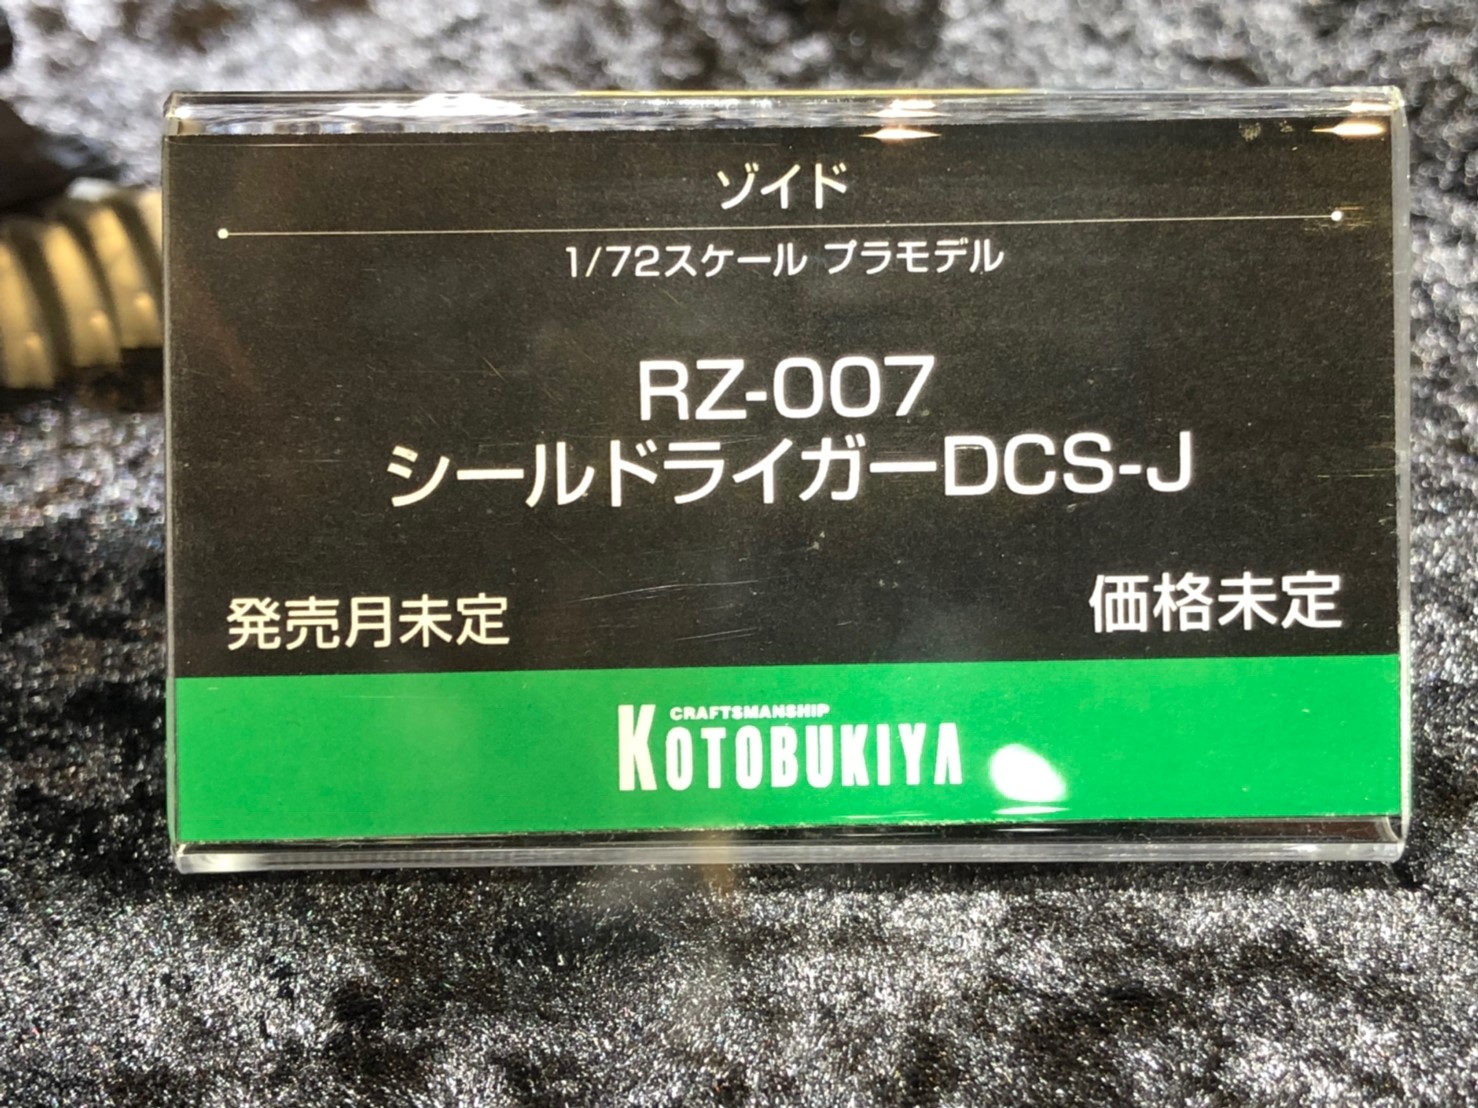 ゾイド
1/72スケール プラモデル
RZ-007
シールドライガーDCS-J
発売月未定 価格未定
CRAFTSMANSHIP
KOTOBUKIYA